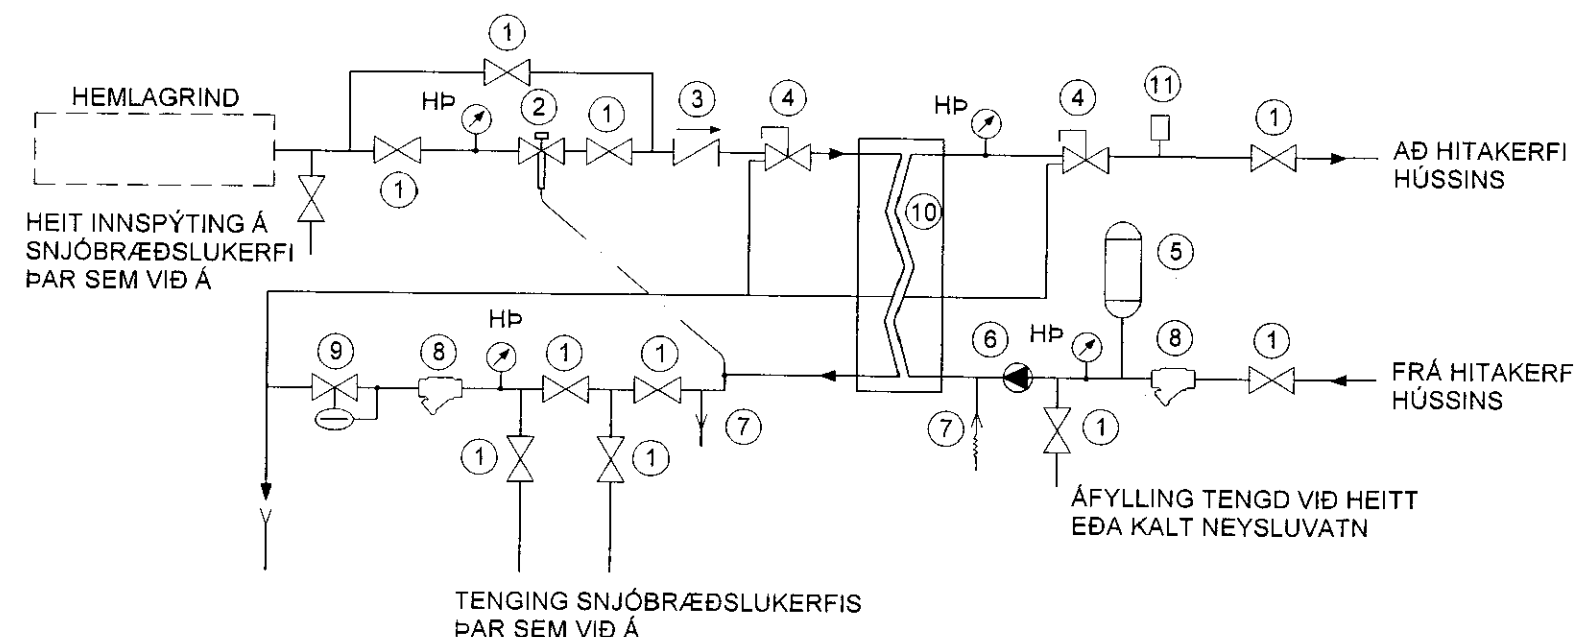 1
HEMLAGRIND
HÞ
2
1
3
4
HÞ
4
11
1
1
AÐ HITAKERFI
HÚSSINS
10
HEIT INNSPÝTING Á
SNJÓBRÆÐSLUKERFI
ÞAR SEM VIÐ Á
5
HÞ
9
8
1
1
6
HÞ
8
1
FRÁ HITAKERF
HÚSSINS
7
7
1
1
1
ÁFYLLING TENGD VIÐ HEITT
EÐA KALT NEYSLUVATN
TENGING SNJÓBRÆÐSLUKERFIS
ÞAR SEM VIÐ Á